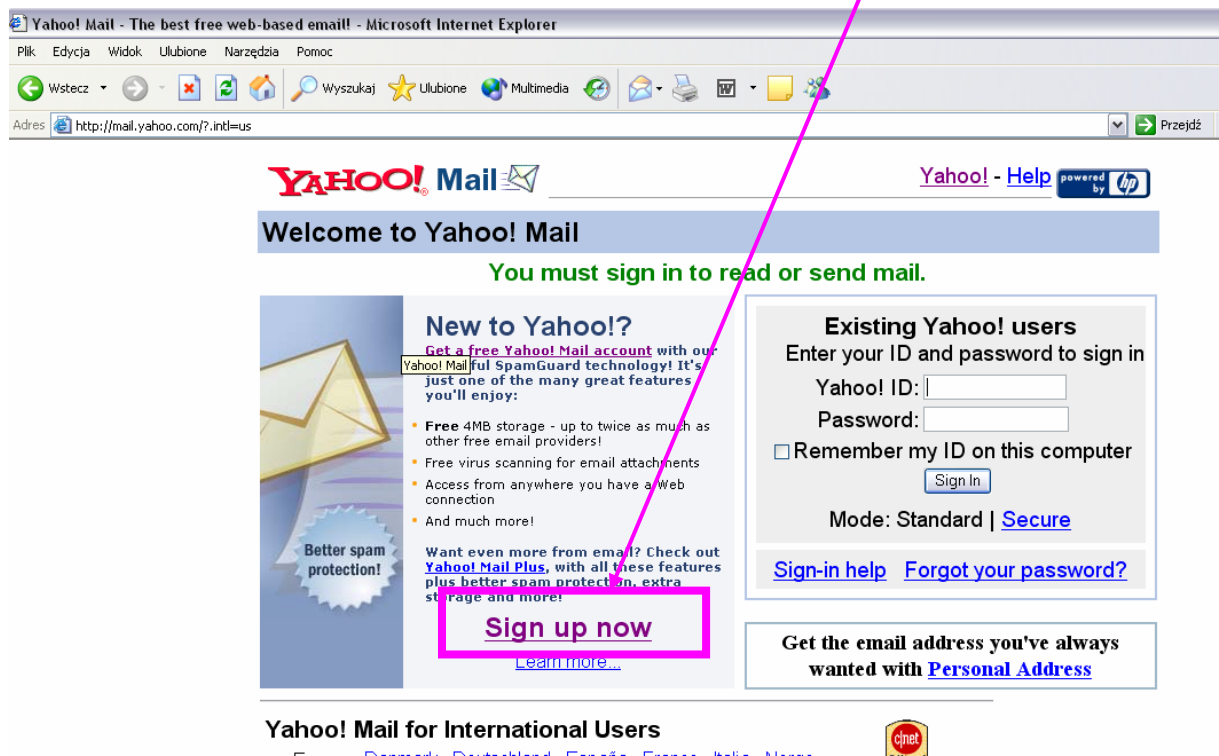 Yahoo! Mail - The best free web-based email! - Microsoft Internet Explorer
Plik Edycja Widok Ulubione Narzędzia Pomoc
Wstecz Wyszukaj Ulubione Multimedia
Adres http://mail.yahoo.com/?.intl=us Przejdź
YAHOO! Mail
Yahoo! - Help powered by hp
Welcome to Yahoo! Mail
You must sign in to read or send mail.
New to Yahoo!?
Get a free Yahoo! Mail account with our
Yahoo! Mail
ful SpamGuard technology! It's
just one of the many great features
you'll enjoy:
Free 4MB storage - up to twice as much as
other free email providers!
Free virus scanning for email attachments
Access from anywhere you have a Web
connection
And much more!
Better spam
protection!
Want even more from email? Check out
Yahoo! Mail Plus, with all these features
plus better spam protection, extra
storage and more!
Sign up now
Learn more...
Existing Yahoo! users
Enter your ID and password to sign in
Yahoo! ID:
Password:
Remember my ID on this computer
Sign In
Mode: Standard | Secure
Sign-in help Forgot your password?
Get the email address you've always
wanted with Personal Address
Yahoo! Mail for International Users
c|net
Danmark Deutschland España France Italia Norge